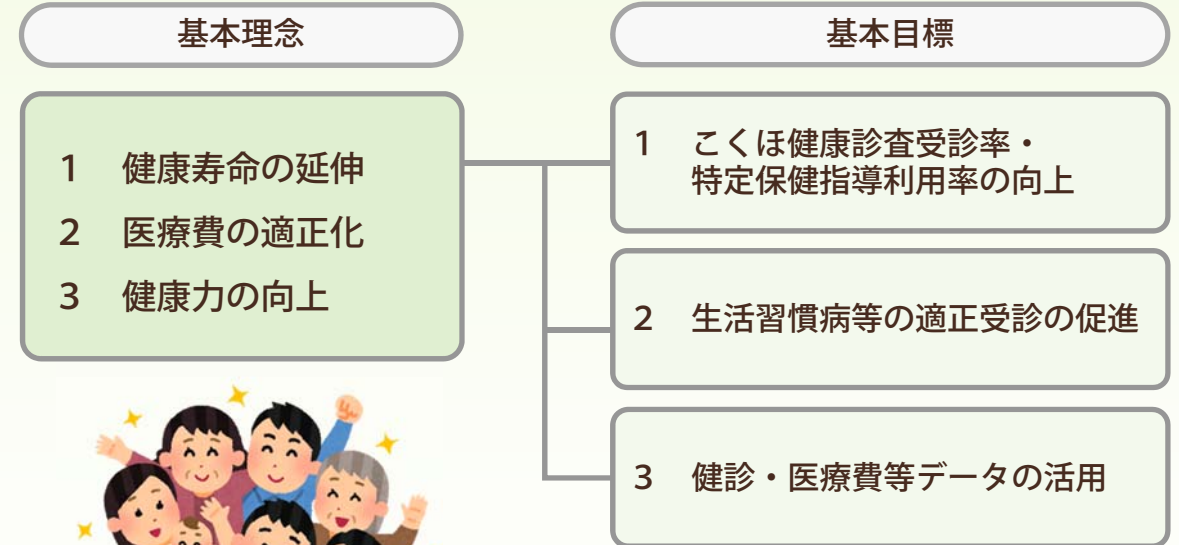 基本理念
1 健康寿命の延伸
2 医療費の適正化
3 健康力の向上
基本目標
1 こくほ健康診査受診率・
特定保健指導利用率の向上
2 生活習慣病等の適正受診の促進
3 健診・医療費等データの活用